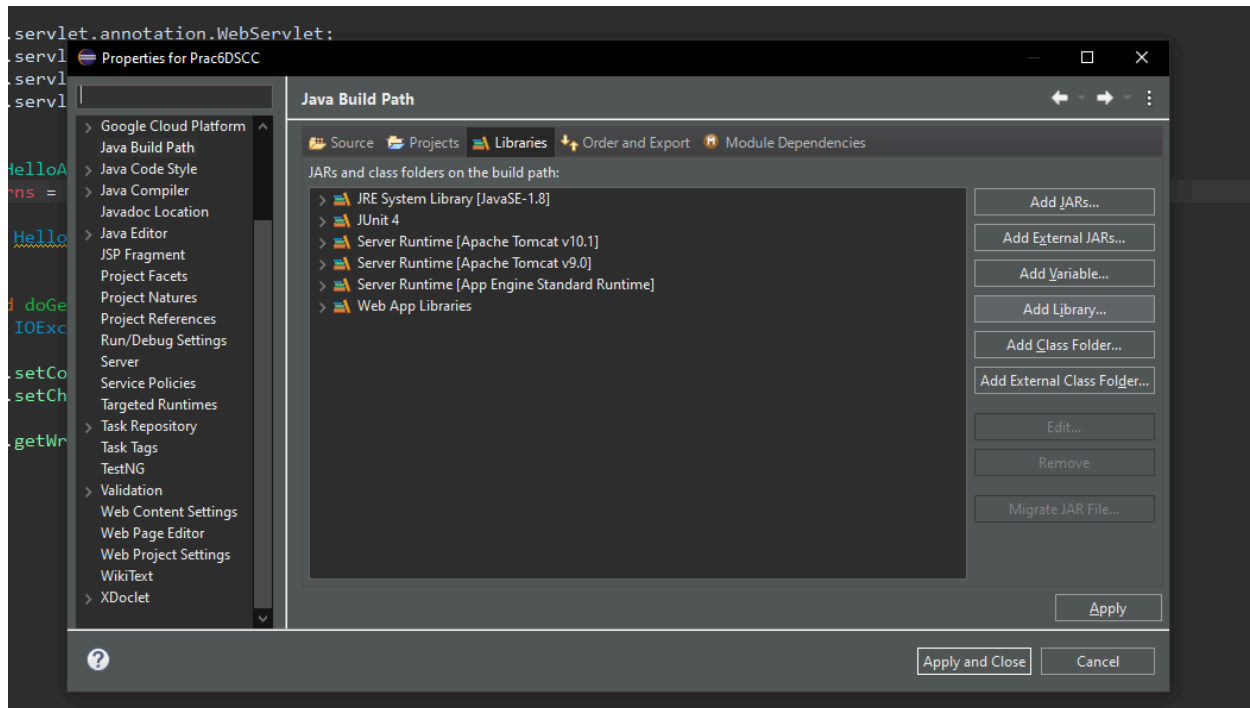 .servlet.annotation.WebServlet;
.servl
.servl
.servl
HelloA
rns =
Hello
d doGe
IOExc
.setCo
.setCh
.getWr
Properties for Prac6DSCC
Google Cloud Platform
Java Build Path
Java Code Style
Java Compiler
Javadoc Location
Java Editor
JSP Fragment
Project Facets
Project Natures
Project References
Run/Debug Settings
Server
Service Policies
Targeted Runtimes
Task Repository
Task Tags
TestNG
Validation
Web Content Settings
Web Page Editor
Web Project Settings
WikiText
XDoclet
Java Build Path
Source Projects Libraries Order and Export Module Dependencies
JARs and class folders on the build path:
JRE System Library [JavaSE-1.8]
JUnit 4
Server Runtime [Apache Tomcat v10.1]
Server Runtime [Apache Tomcat v9.0]
Server Runtime [App Engine Standard Runtime]
Web App Libraries
Add JARs...
Add External JARs...
Add Variable...
Add Library...
Add Class Folder...
Add External Class Folder...
Edit...
Remove
Migrate JAR File...
Apply
Apply and Close
Cancel